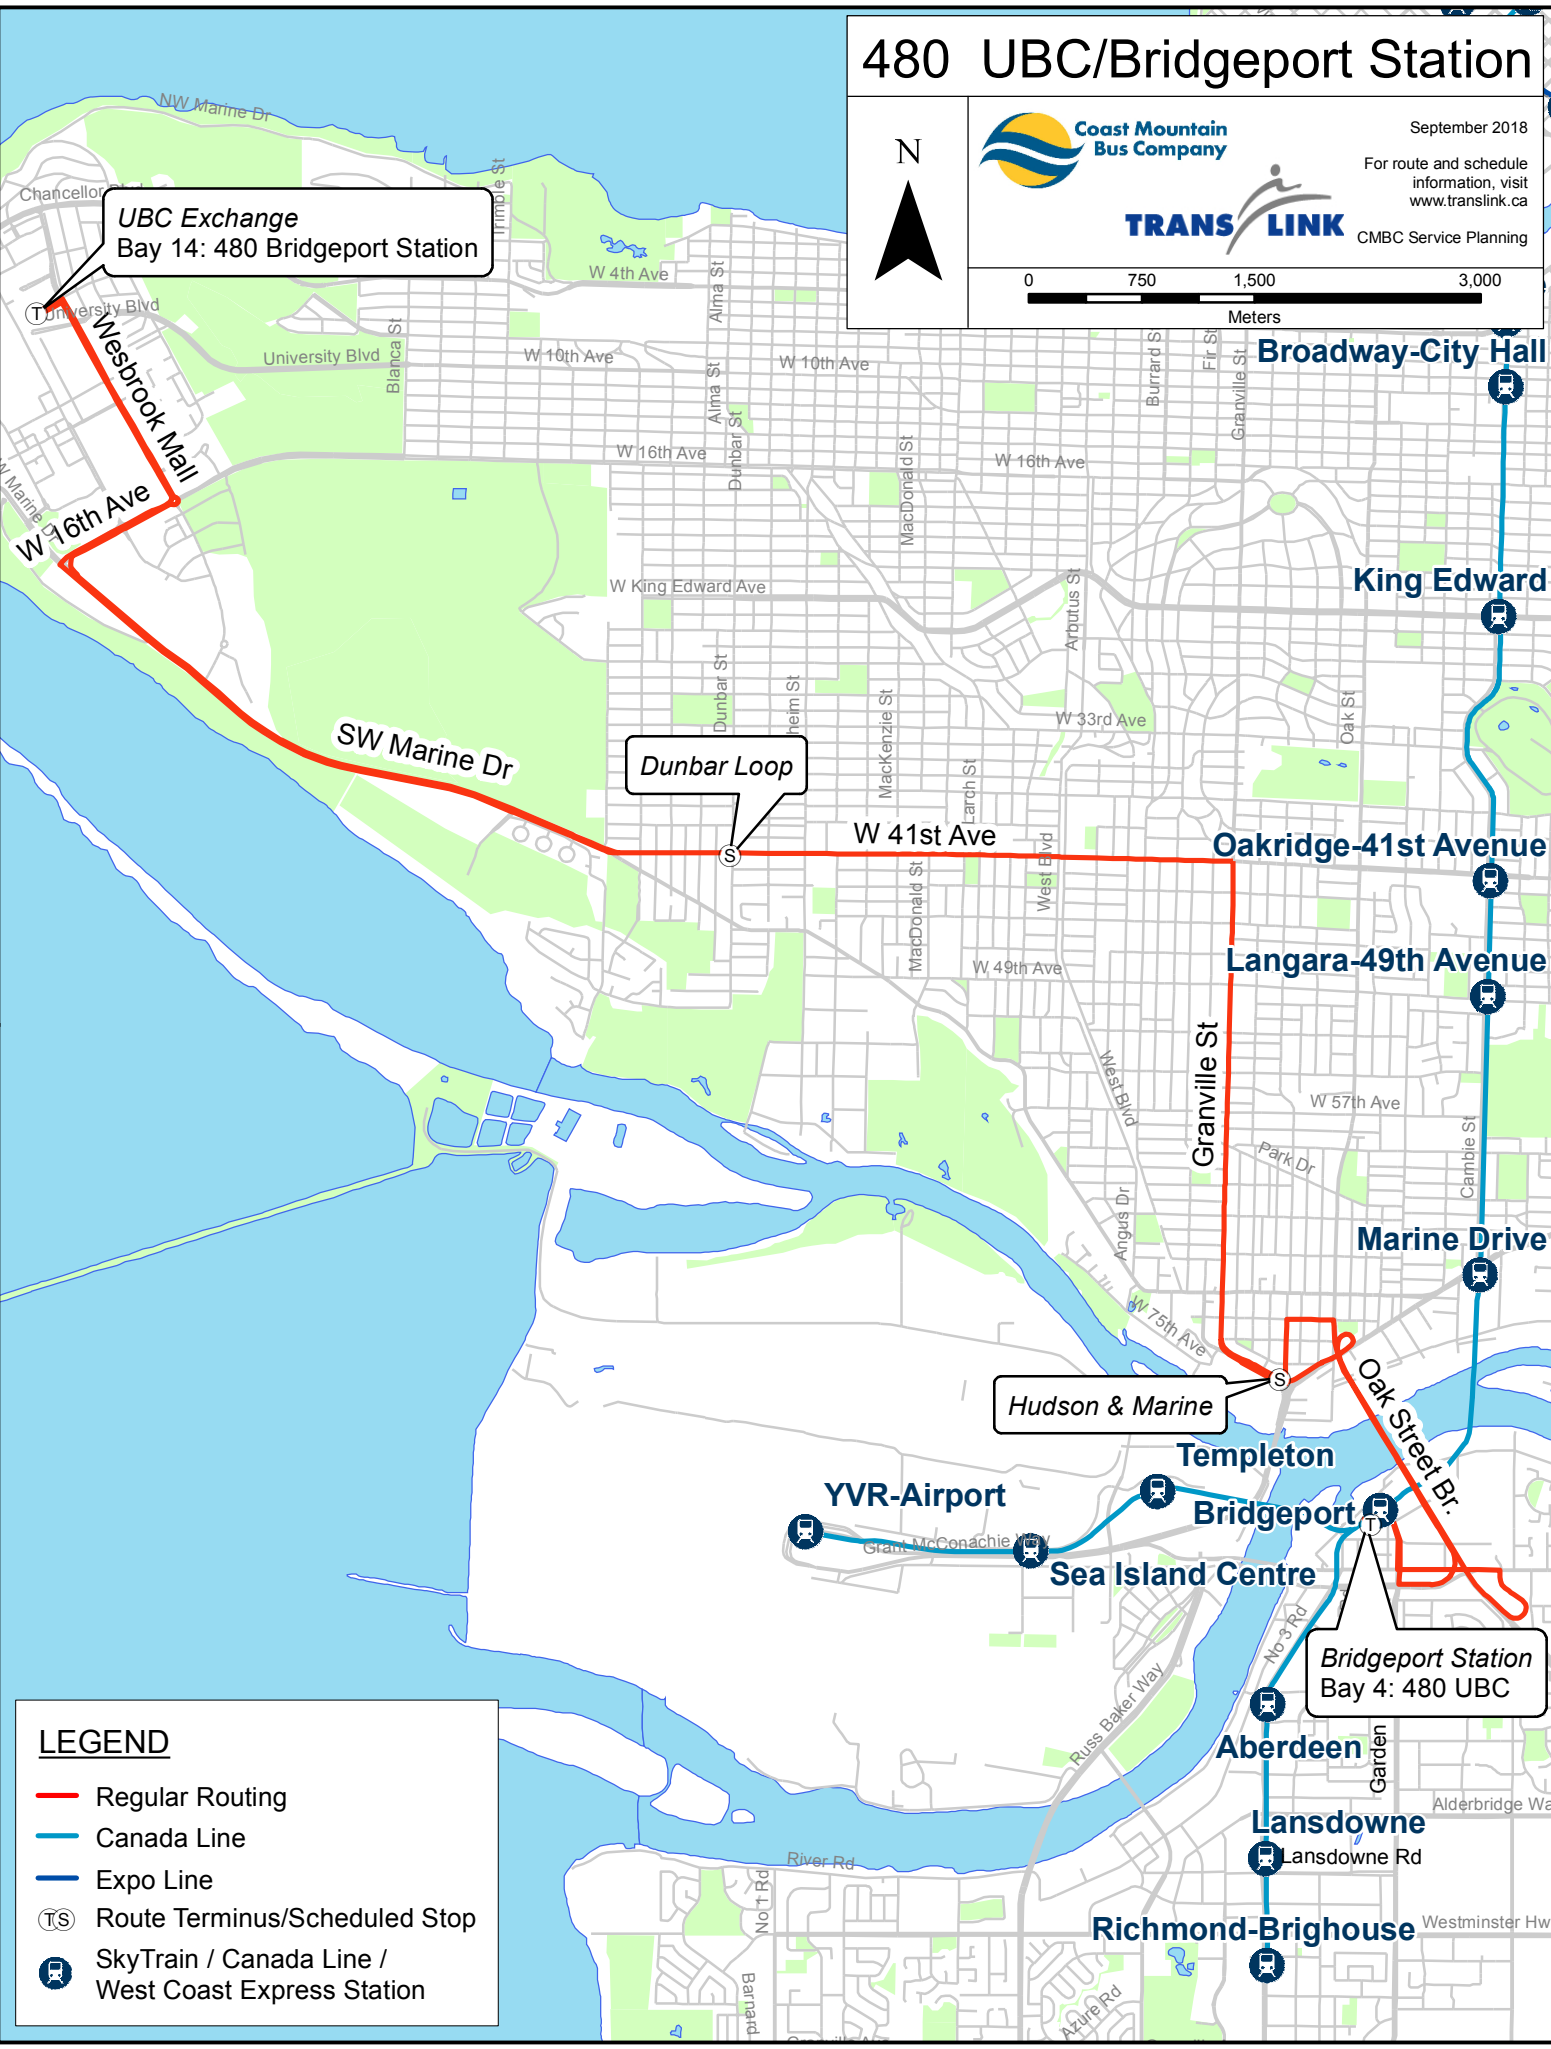 480 UBC/Bridgeport Station
N
Coast Mountain
Bus Company
TRANS LINK
September 2018
For route and schedule
information, visit
www.translink.ca
CMBC Service Planning
0 750 1,500 3,000
Meters
NW Marine Dr
Chancellor
Trimble St
UBC Exchange
Bay 14: 480 Bridgeport Station
W 4th Ave
Alma St
T
University Blvd
Wesbrook Mall
University Blvd
Blanca St
W 10th Ave
W 10th Ave
Alma St
Burrard St
Fir St
Granville St
Broadway-City Hall
Dunbar St
W 16th Ave
MacDonald St
W 16th Ave
W Marine Dr
W 16th Ave
W King Edward Ave
Arbutus St
King Edward
Dunbar St
heim St
MacKenzie St
W 33rd Ave
Oak St
SW Marine Dr
Dunbar Loop
Larch St
S
W 41st Ave
West Blvd
MacDonald St
Oakridge-41st Avenue
W 49th Ave
Langara-49th Avenue
Granville St
West Blvd
W 57th Ave
Park Dr
Cambie St
Angus Dr
Marine Drive
W 75th Ave
S
Hudson & Marine
Oak Street Br.
Templeton
YVR-Airport
Bridgeport
T
Grant McConachie Way
Sea Island Centre
No 3 Rd
Bridgeport Station
Bay 4: 480 UBC
Russ Baker Way
Aberdeen
Garden
Alderbridge Wa
Lansdowne
Lansdowne Rd
River Rd
No 1 Rd
Richmond-Brighouse
Westminster Hw
Barnard
Azure Rd
LEGEND
Regular Routing
Canada Line
Expo Line
TS Route Terminus/Scheduled Stop
SkyTrain / Canada Line /
West Coast Express Station